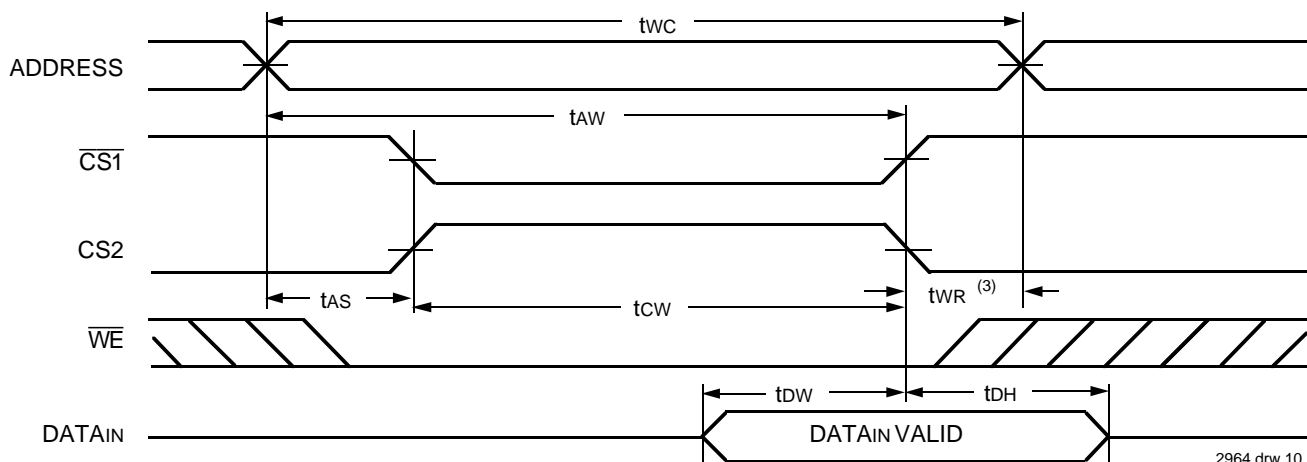 tWC
ADDRESS
tAW
CS1
CS2
tAS
tCW
tWR (3)
WE
tDW
tDH
DATAIN
DATAIN VALID
2964 drw 10